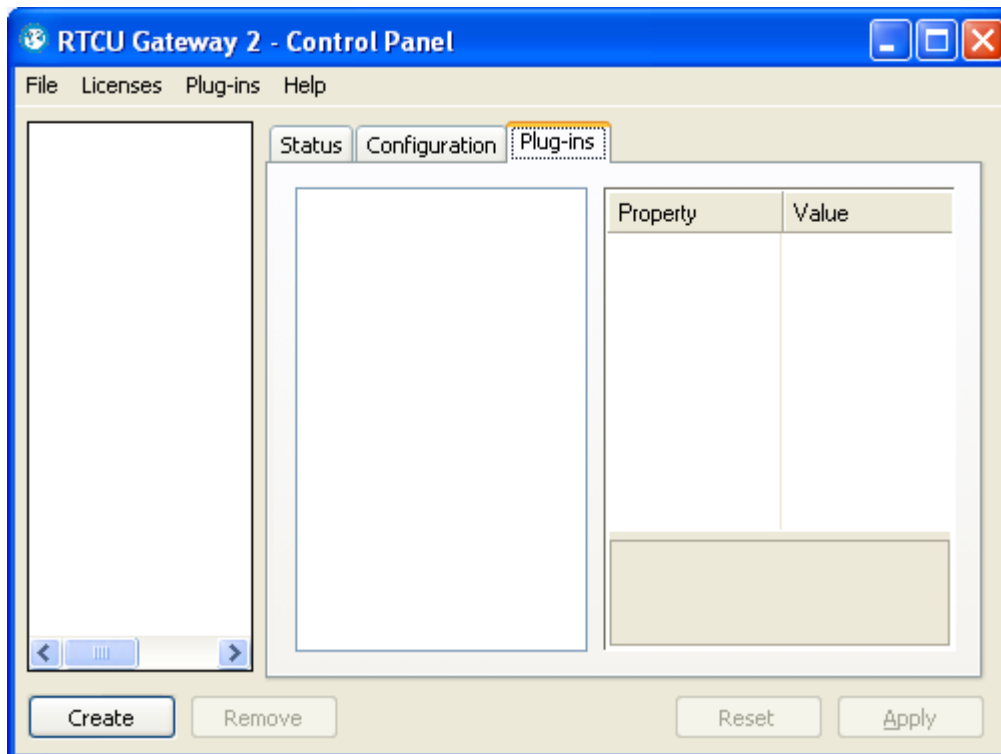 RTCU Gateway 2 - Control Panel
File Licenses Plug-ins Help
Status Configuration Plug-ins
Property Value
Create Remove Reset Apply